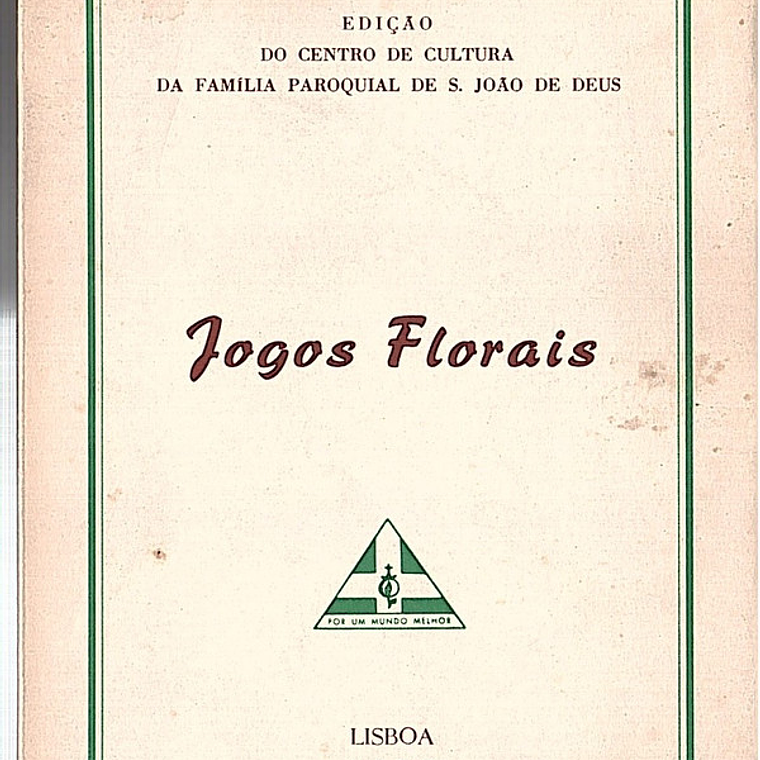 EDIÇÃO
DO CENTRO DE CULTURA
DA FAMÍLIA PAROQUIAL DE S. JOÃO DE DEUS
Jogos Florais
POR UM MUNDO MELHOR
LISBOA